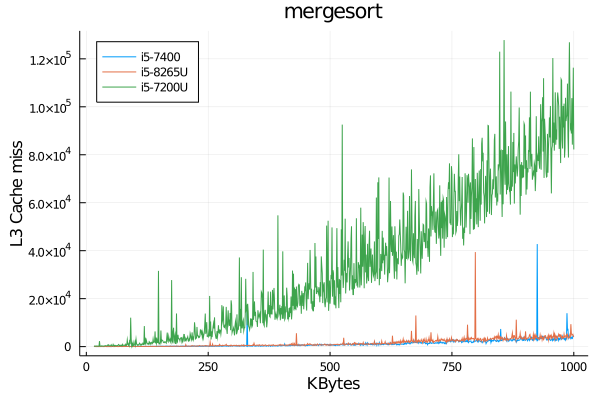 mergesort
i5-7400
i5-8265U
i5-7200U
L3 Cache miss
1.2×10⁵
1.0×10⁵
8.0×10⁴
6.0×10⁴
4.0×10⁴
2.0×10⁴
0
0 250 500 750 1000
KBytes